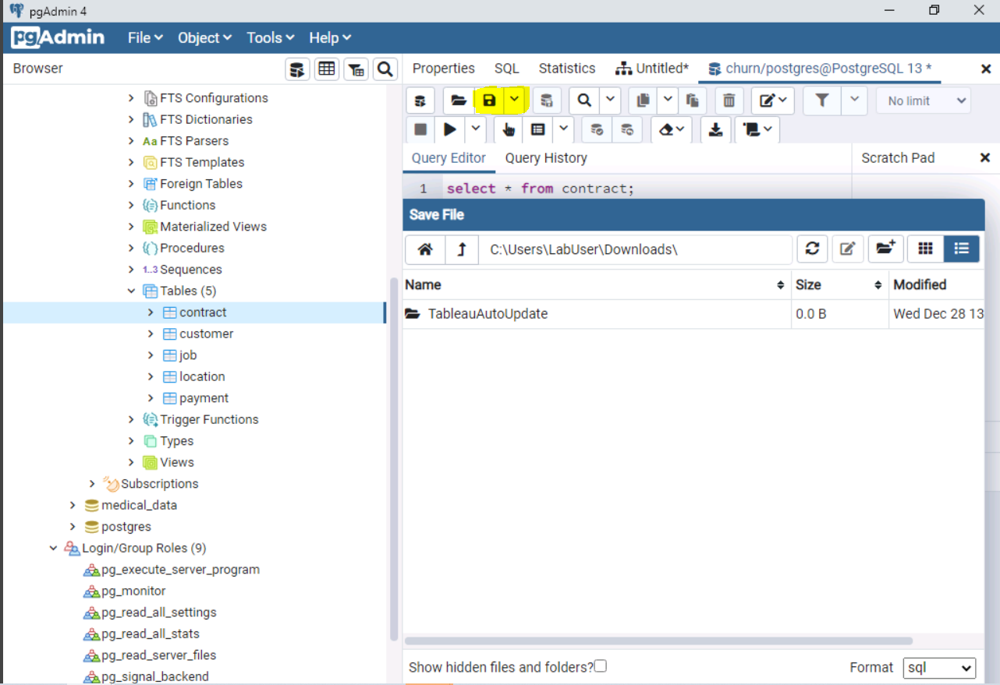 pgAdmin 4
pgAdmin File Object Tools Help
Browser
Properties SQL Statistics Untitled* churn/postgres@PostgreSQL 13 *
No limit
Query Editor Query History
Scratch Pad
1 select * from contract;
Save File
C:\Users\LabUser\Downloads\
Name Size Modified
TableauAutoUpdate 0.0 B Wed Dec 28 13
Show hidden files and folders?
Format sql
FTS Configurations
FTS Dictionaries
Aa FTS Parsers
FTS Templates
Foreign Tables
Functions
Materialized Views
Procedures
1..3 Sequences
Tables (5)
contract
customer
job
location
payment
Trigger Functions
Types
Views
Subscriptions
medical_data
postgres
Login/Group Roles (9)
pg_execute_server_program
pg_monitor
pg_read_all_settings
pg_read_all_stats
pg_read_server_files
pg_signal_backend